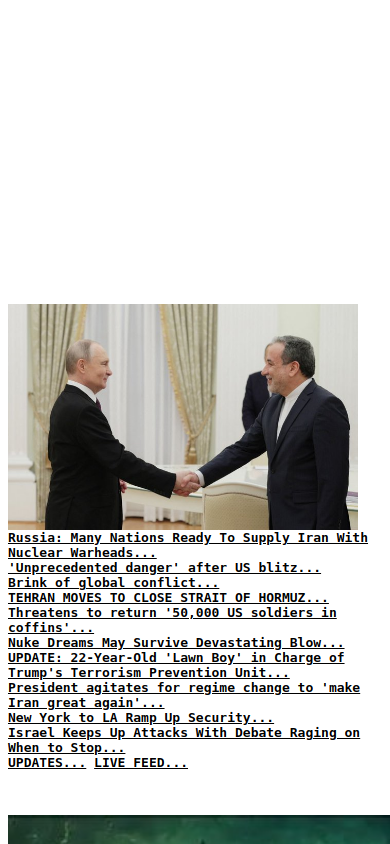 Russia: Many Nations Ready To Supply Iran With
Nuclear Warheads...
'Unprecedented danger' after US blitz...
Brink of global conflict...
TEHRAN MOVES TO CLOSE STRAIT OF HORMUZ...
Threatens to return '50,000 US soldiers in
coffins'...
Nuke Dreams May Survive Devastating Blow...
UPDATE: 22-Year-Old 'Lawn Boy' in Charge of
Trump's Terrorism Prevention Unit...
President agitates for regime change to 'make
Iran great again'...
New York to LA Ramp Up Security...
Israel Keeps Up Attacks With Debate Raging on
When to Stop...
UPDATES... LIVE FEED...